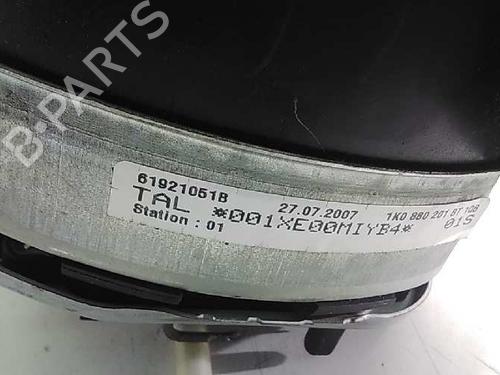 B-PARTS
61921051B 27.07.2007 1K0 880 201 BT 1QB
TAL *001XE00MIYB4* 01S
Station : 01